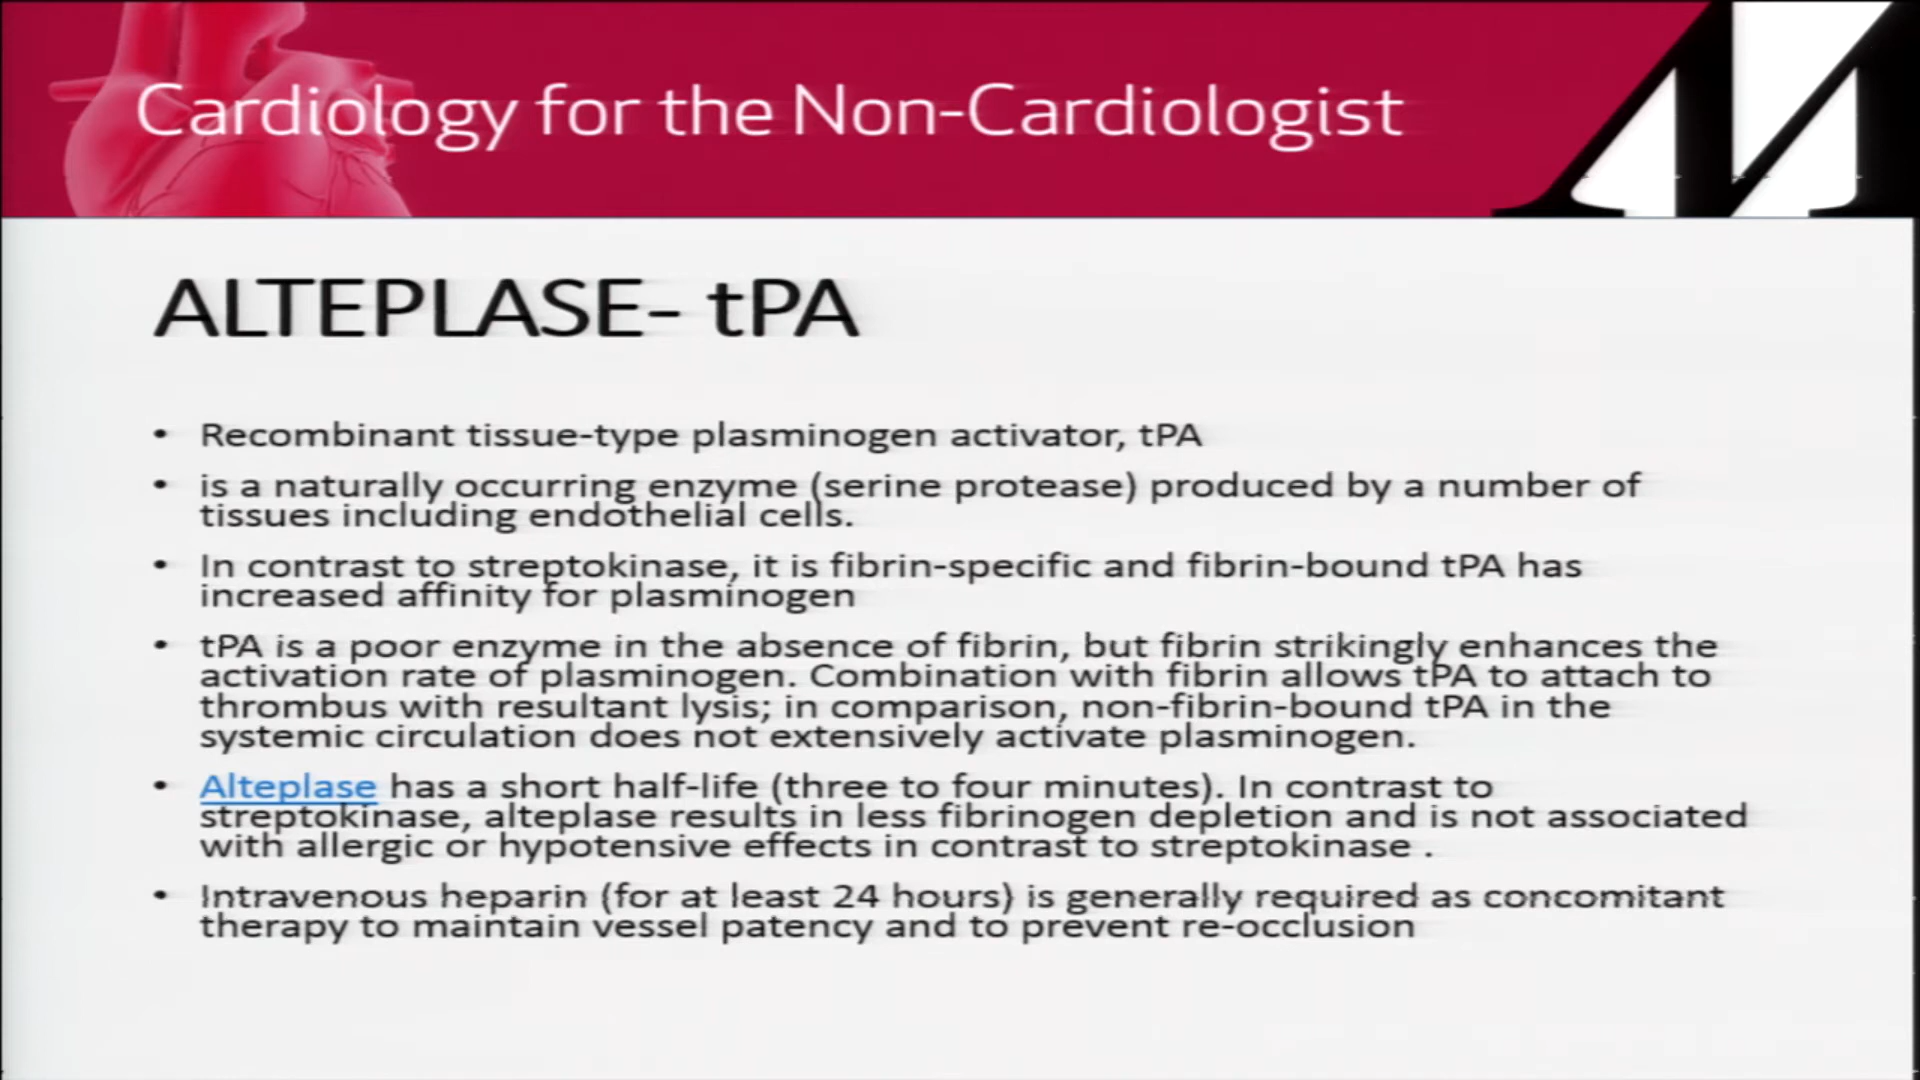 Cardiology for the Non-Cardiologist
M
ALTEPLASE- tPA
• Recombinant tissue-type plasminogen activator, tPA
• is a naturally occurring enzyme (serine protease) produced by a number of
tissues including endothelial cells.
• In contrast to streptokinase, it is fibrin-specific and fibrin-bound tPA has
increased affinity for plasminogen
• tPA is a poor enzyme in the absence of fibrin, but fibrin strikingly enhances the
activation rate of plasminogen. Combination with fibrin allows tPA to attach to
thrombus with resultant lysis; in comparison, non-fibrin-bound tPA in the
systemic circulation does not extensively activate plasminogen.
• Alteplase has a short half-life (three to four minutes). In contrast to
streptokinase, alteplase results in less fibrinogen depletion and is not associated
with allergic or hypotensive effects in contrast to streptokinase .
• Intravenous heparin (for at least 24 hours) is generally required as concomitant
therapy to maintain vessel patency and to prevent re-occlusion